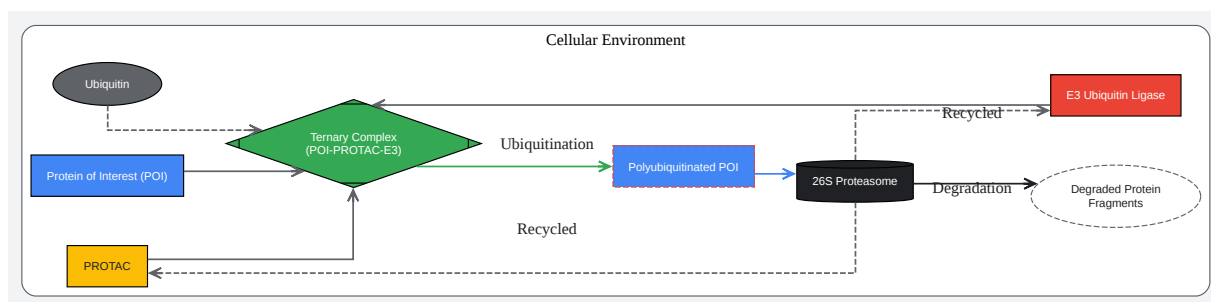 Cellular Environment
Ubiquitin
E3 Ubiquitin Ligase
Recycled
Ternary Complex
(POI-PROTAC-E3)
Ubiquitination
Protein of Interest (POI)
Polyubiquitinated POI
26S Proteasome
Degradation
Degraded Protein
Fragments
Recycled
PROTAC